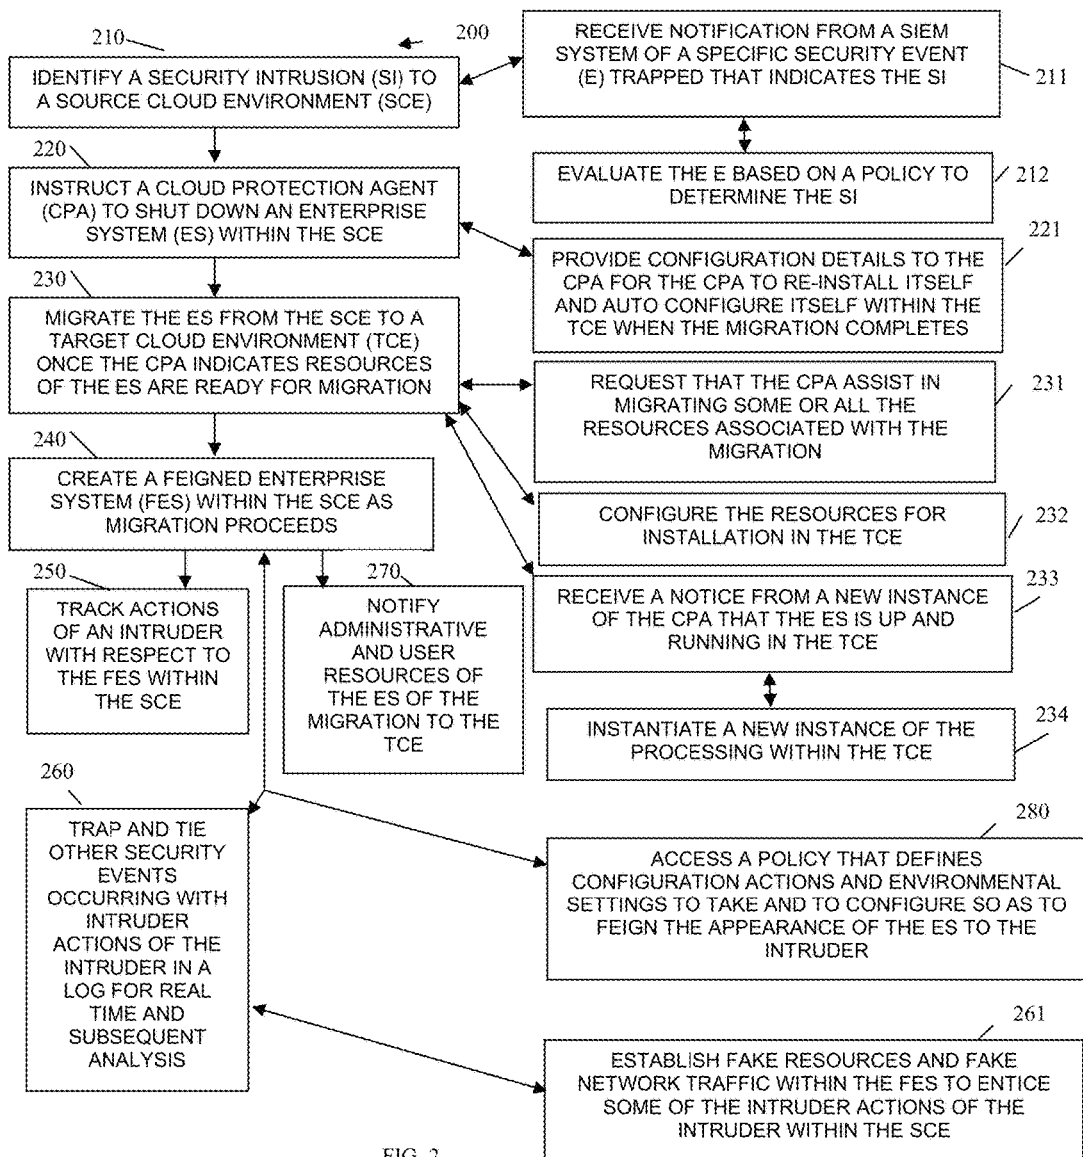 210
200
IDENTIFY A SECURITY INTRUSION (SI) TO
A SOURCE CLOUD ENVIRONMENT (SCE)
RECEIVE NOTIFICATION FROM A SIEM
SYSTEM OF A SPECIFIC SECURITY EVENT
(E) TRAPPED THAT INDICATES THE SI
211
EVALUATE THE E BASED ON A POLICY TO
DETERMINE THE SI
212
220
INSTRUCT A CLOUD PROTECTION AGENT
(CPA) TO SHUT DOWN AN ENTERPRISE
SYSTEM (ES) WITHIN THE SCE
221
PROVIDE CONFIGURATION DETAILS TO THE
CPA FOR THE CPA TO RE-INSTALL ITSELF
AND AUTO CONFIGURE ITSELF WITHIN THE
TCE WHEN THE MIGRATION COMPLETES
230
MIGRATE THE ES FROM THE SCE TO A
TARGET CLOUD ENVIRONMENT (TCE)
ONCE THE CPA INDICATES RESOURCES
OF THE ES ARE READY FOR MIGRATION
REQUEST THAT THE CPA ASSIST IN
MIGRATING SOME OR ALL THE
RESOURCES ASSOCIATED WITH THE
MIGRATION
231
CONFIGURE THE RESOURCES FOR
INSTALLATION IN THE TCE
232
RECEIVE A NOTICE FROM A NEW INSTANCE
OF THE CPA THAT THE ES IS UP AND
RUNNING IN THE TCE
233
INSTANTIATE A NEW INSTANCE OF THE
PROCESSING WITHIN THE TCE
234
240
CREATE A FEIGNED ENTERPRISE
SYSTEM (FES) WITHIN THE SCE AS
MIGRATION PROCEEDS
250
TRACK ACTIONS
OF AN INTRUDER
WITH RESPECT TO
THE FES WITHIN
THE SCE
270
NOTIFY
ADMINISTRATIVE
AND USER
RESOURCES OF
THE ES OF THE
MIGRATION TO THE
TCE
260
TRAP AND TIE
OTHER SECURITY
EVENTS
OCCURRING WITH
INTRUDER
ACTIONS OF THE
INTRUDER IN A
LOG FOR REAL
TIME AND
SUBSEQUENT
ANALYSIS
280
ACCESS A POLICY THAT DEFINES
CONFIGURATION ACTIONS AND ENVIRONMENTAL
SETTINGS TO TAKE AND TO CONFIGURE SO AS TO
FEIGN THE APPEARANCE OF THE ES TO THE
INTRUDER
261
ESTABLISH FAKE RESOURCES AND FAKE
NETWORK TRAFFIC WITHIN THE FES TO ENTICE
SOME OF THE INTRUDER ACTIONS OF THE
INTRUDER WITHIN THE SCE
FIG. 2